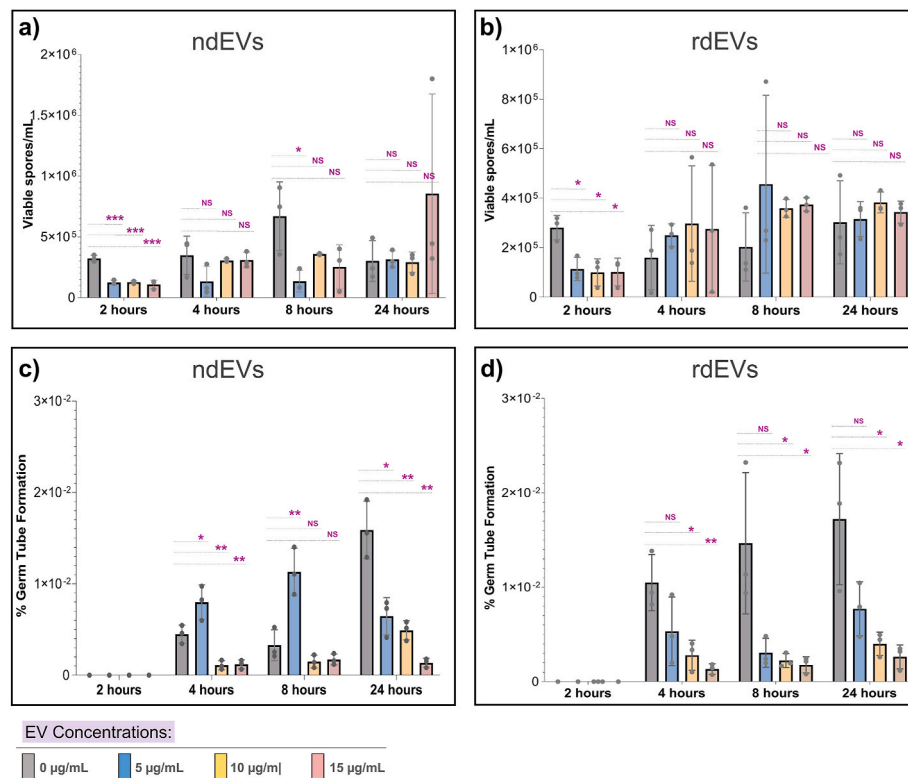 a)
ndEVs
Viable spores/mL
2×10⁶
1.5×10⁶
1×10⁶
5×10⁵
0
***
***
***
NS
NS
NS
*
NS
NS
NS
NS
NS
2 hours 4 hours 8 hours 24 hours
b)
rdEVs
Viable spores/mL
1×10⁶
8×10⁵
6×10⁵
4×10⁵
2×10⁵
0
*
*
*
NS
NS
NS
NS
NS
NS
NS
NS
NS
2 hours 4 hours 8 hours 24 hours
c)
ndEVs
% Germ Tube Formation
3×10⁻²
2×10⁻²
1×10⁻²
0
*
**
**
**
NS
NS
*
**
**
2 hours 4 hours 8 hours 24 hours
d)
rdEVs
% Germ Tube Formation
3×10⁻²
2×10⁻²
1×10⁻²
0
NS
*
**
NS
*
*
NS
*
*
2 hours 4 hours 8 hours 24 hours
EV Concentrations:
0 µg/mL 5 µg/mL 10 µg/m| 15 µg/mL